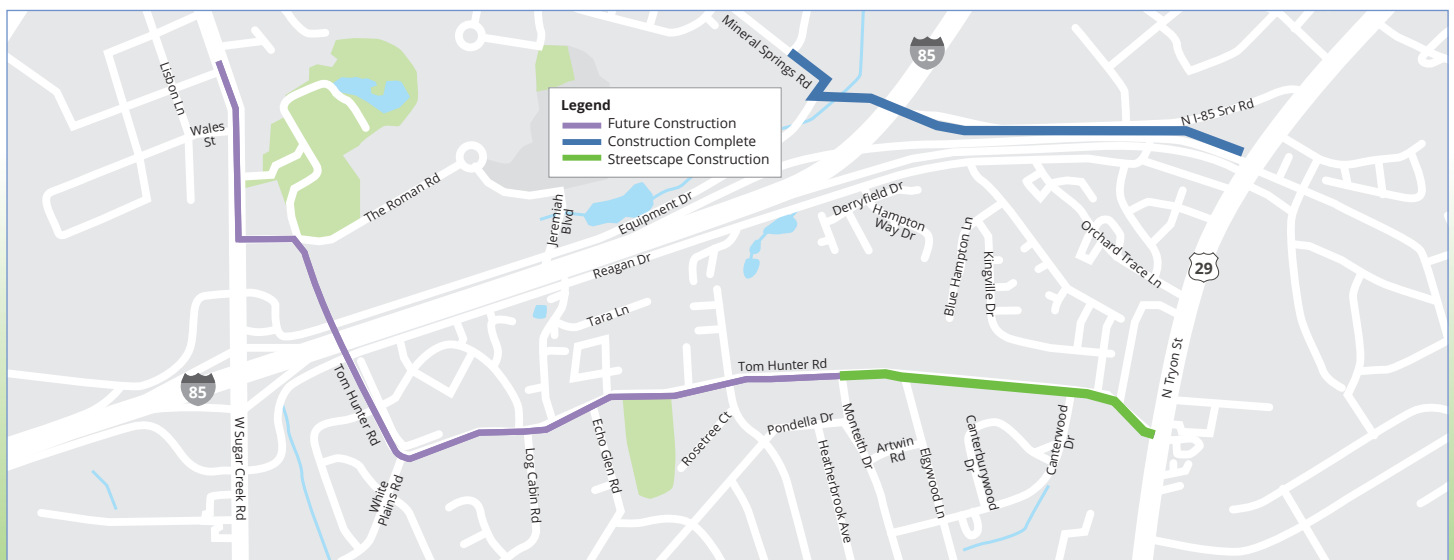 Mineral Springs Rd
85
Lisbon Ln
Wales
St
Legend
Future Construction
Construction Complete
Streetscape Construction
N I-85 Srv Rd
The Roman Rd
Jeremiah
Blvd
Equipment Dr
Reagan Dr
Derryfield Dr
Hampton
Way Dr
Blue Hampton Ln
Kingville Dr
Orchard Trace Ln
29
Tara Ln
N Tryon St
85
Tom Hunter Rd
Tom Hunter Rd
W Sugar Creek Rd
White
Plains Rd
Log Cabin Rd
Echo Glen Rd
Rosetree Ct
Pondella Dr
Heatherbrook Ave
Monteith Dr
Artwin
Rd
Elgywood Ln
Canterburywood
Dr
Canterwood
Dr